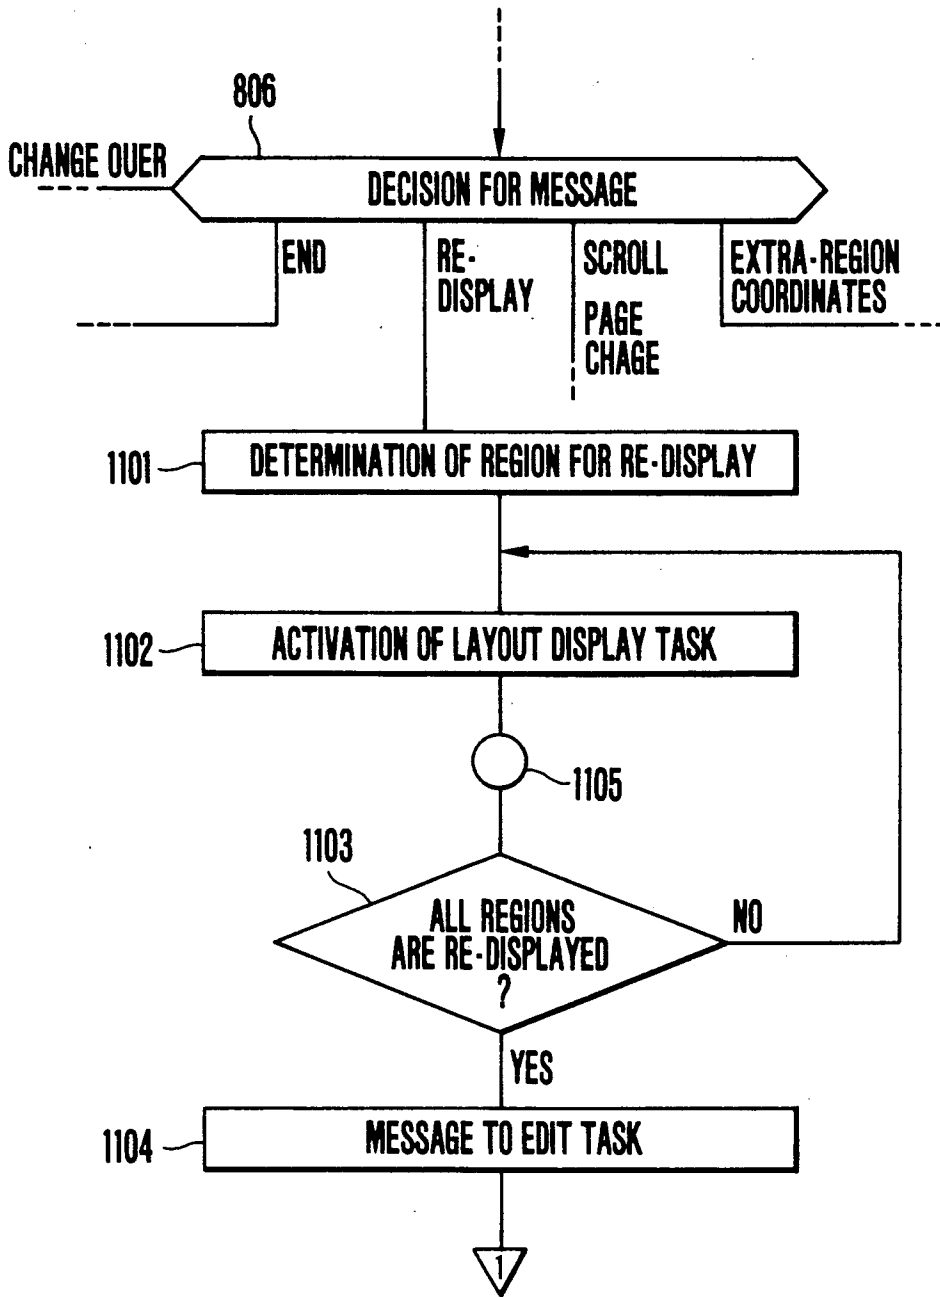 806
CHANGE OUER
DECISION FOR MESSAGE
END
RE-
DISPLAY
SCROLL
PAGE
CHAGE
EXTRA-REGION
COORDINATES
1101
DETERMINATION OF REGION FOR RE-DISPLAY
1102
ACTIVATION OF LAYOUT DISPLAY TASK
1105
1103
ALL REGIONS
ARE RE-DISPLAYED
?
NO
YES
1104
MESSAGE TO EDIT TASK
1